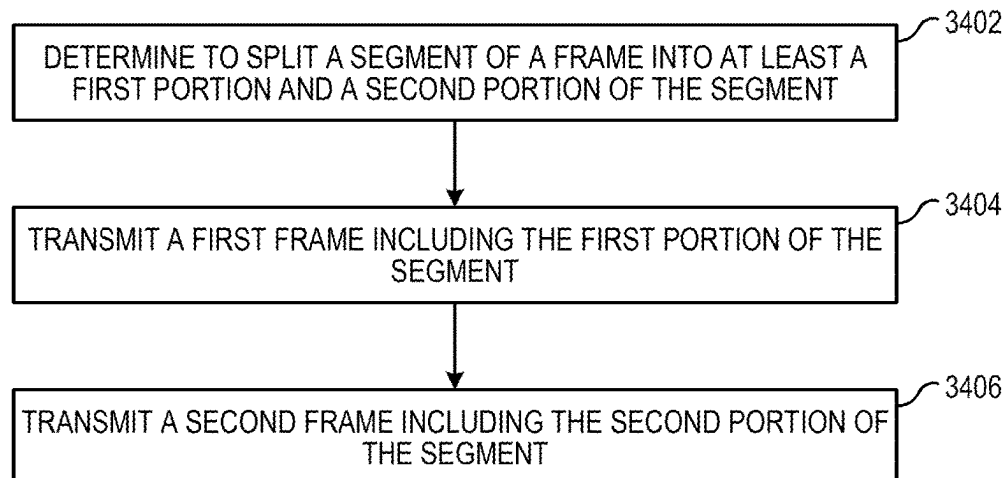 3402
DETERMINE TO SPLIT A SEGMENT OF A FRAME INTO AT LEAST A
FIRST PORTION AND A SECOND PORTION OF THE SEGMENT
3404
TRANSMIT A FIRST FRAME INCLUDING THE FIRST PORTION OF THE
SEGMENT
3406
TRANSMIT A SECOND FRAME INCLUDING THE SECOND PORTION OF
THE SEGMENT